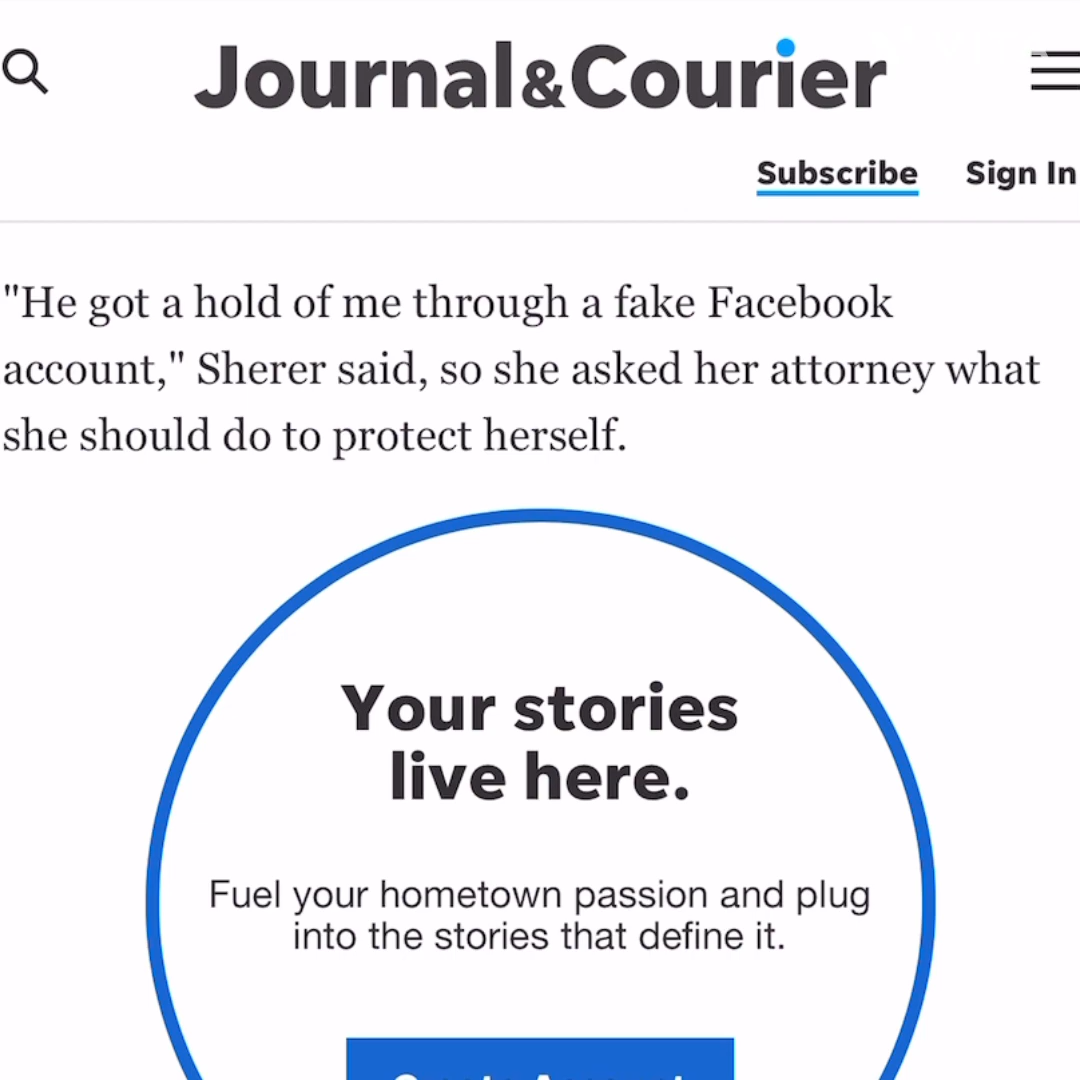 Journal&Courier
Subscribe Sign In
"He got a hold of me through a fake Facebook
account," Sherer said, so she asked her attorney what
she should do to protect herself.
Your stories
live here.
Fuel your hometown passion and plug
into the stories that define it.